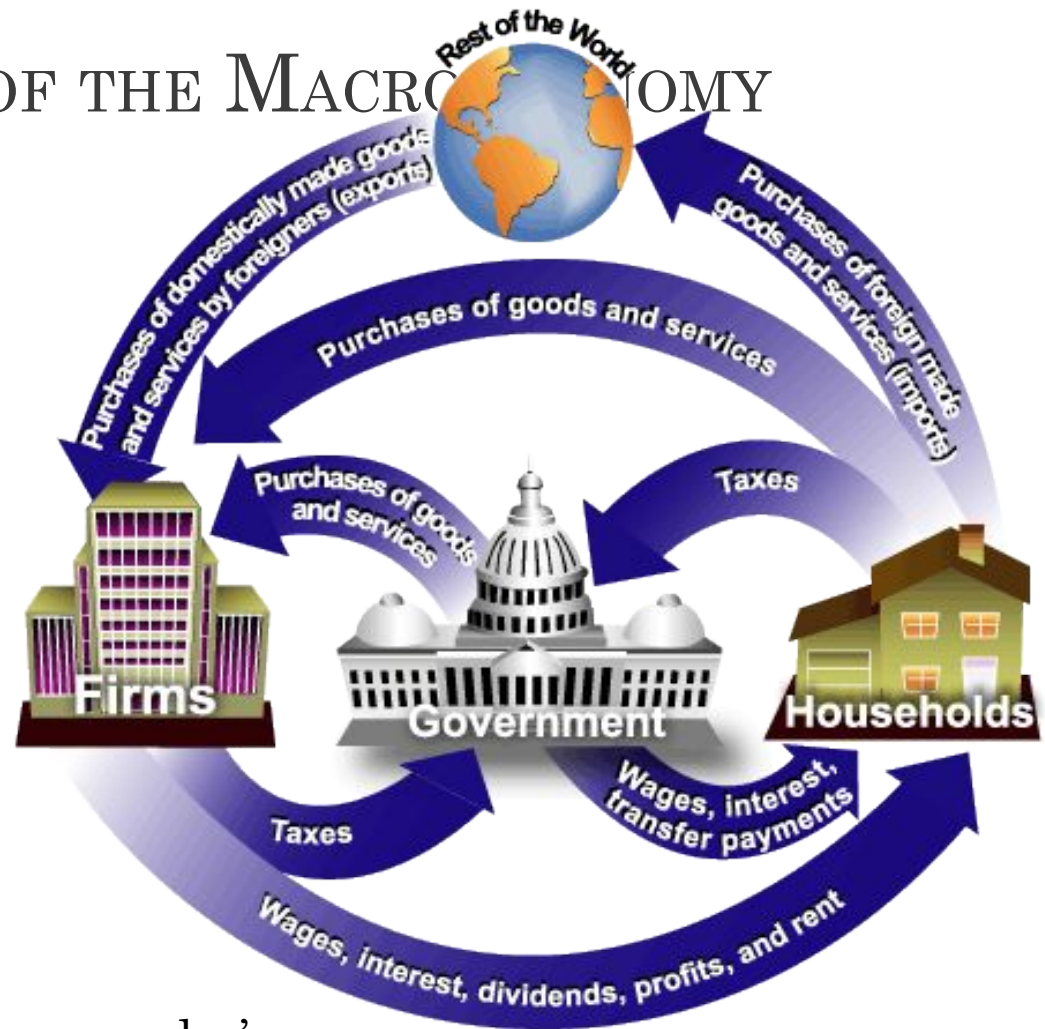 OF THE MACRO NOMY
Rest of the World
Purchases of domestically made goods
and services by foreigners (exports)
Purchases of foreign made
goods and services (imports)
Purchases of goods and services
Purchases of goods
and services
Taxes
Firms
Government
Households
Taxes
Wages, interest,
transfer payments
Wages, interest, dividends, profits, and rent